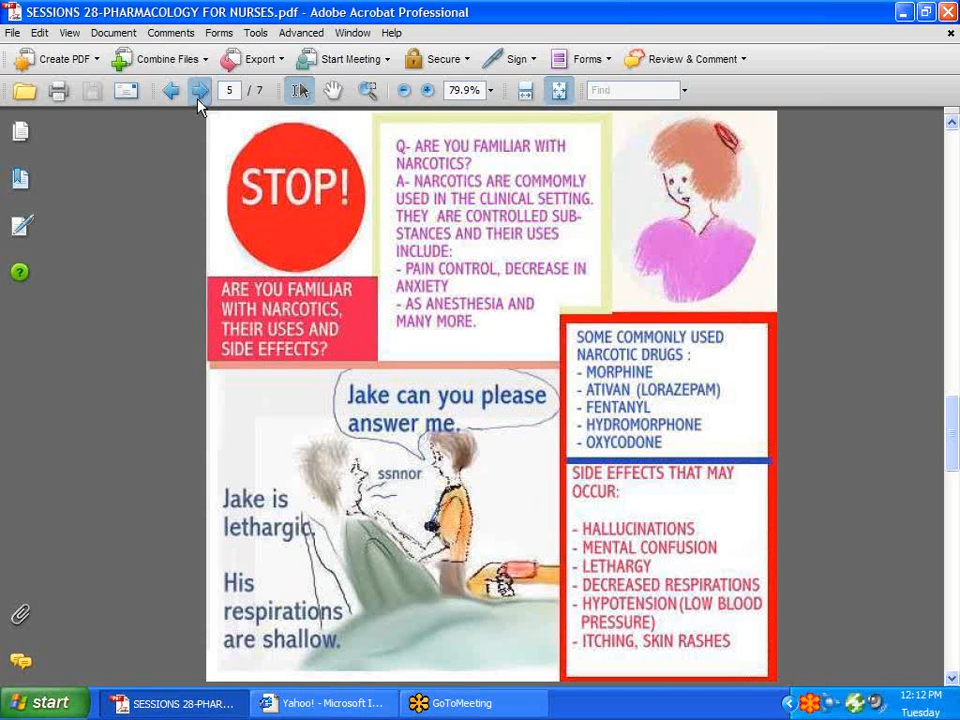 SESSIONS 28-PHARMACOLOGY FOR NURSES.pdf - Adobe Acrobat Professional
File Edit View Document Comments Forms Tools Advanced Window Help
Create PDF Combine Files Export Start Meeting Secure Sign Forms Review & Comment
5 / 7 79.9% Find
STOP!
ARE YOU FAMILIAR
WITH NARCOTICS,
THEIR USES AND
SIDE EFFECTS?
Q- ARE YOU FAMILIAR WITH
NARCOTICS?
A- NARCOTICS ARE COMMOMLY
USED IN THE CLINICAL SETTING.
THEY ARE CONTROLLED SUB-
STANCES AND THEIR USES
INCLUDE:
- PAIN CONTROL, DECREASE IN
ANXIETY
- AS ANESTHESIA AND
MANY MORE.
SOME COMMONLY USED
NARCOTIC DRUGS :
- MORPHINE
- ATIVAN (LORAZEPAM)
- FENTANYL
- HYDROMORPHONE
- OXYCODONE
SIDE EFFECTS THAT MAY
OCCUR:
- HALLUCINATIONS
- MENTAL CONFUSION
- LETHARGY
- DECREASED RESPIRATIONS
- HYPOTENSION(LOW BLOOD
PRESSURE)
- ITCHING, SKIN RASHES
Jake can you please
answer me.
ssnnor
Jake is
lethargic.
His
respirations
are shallow.
start SESSIONS 28-PHAR... Yahoo! - Microsoft I... GoToMeeting 12:12 PM
Tuesday